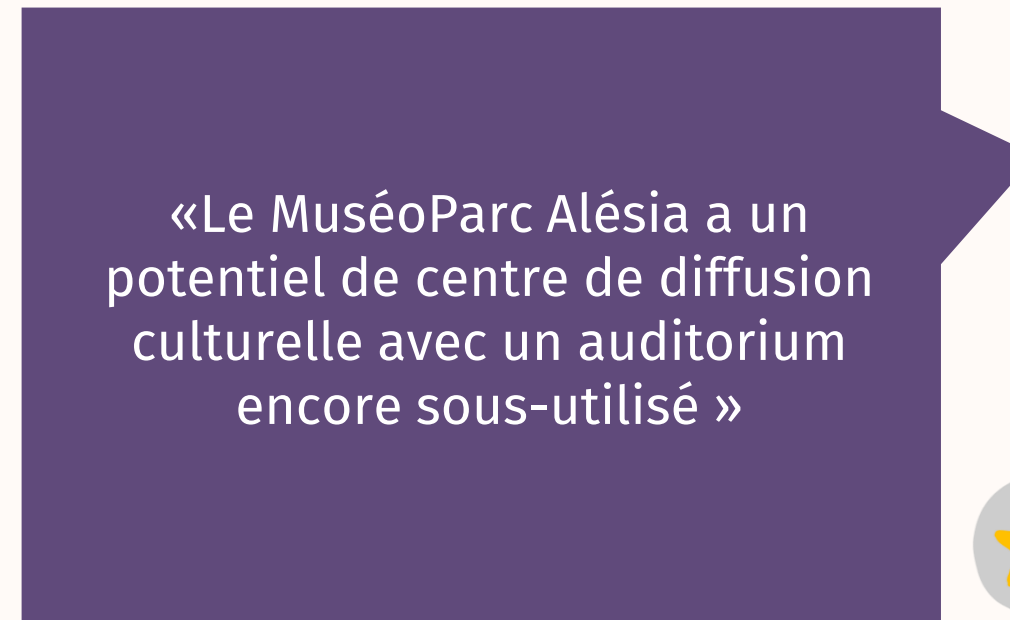 «Le MuséoParc Alésia a un
potentiel de centre de diffusion
culturelle avec un auditorium
encore sous-utilisé »